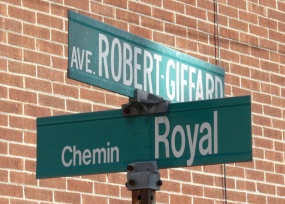 AVE. ROBERT-GIFFARD
Chemin Royal